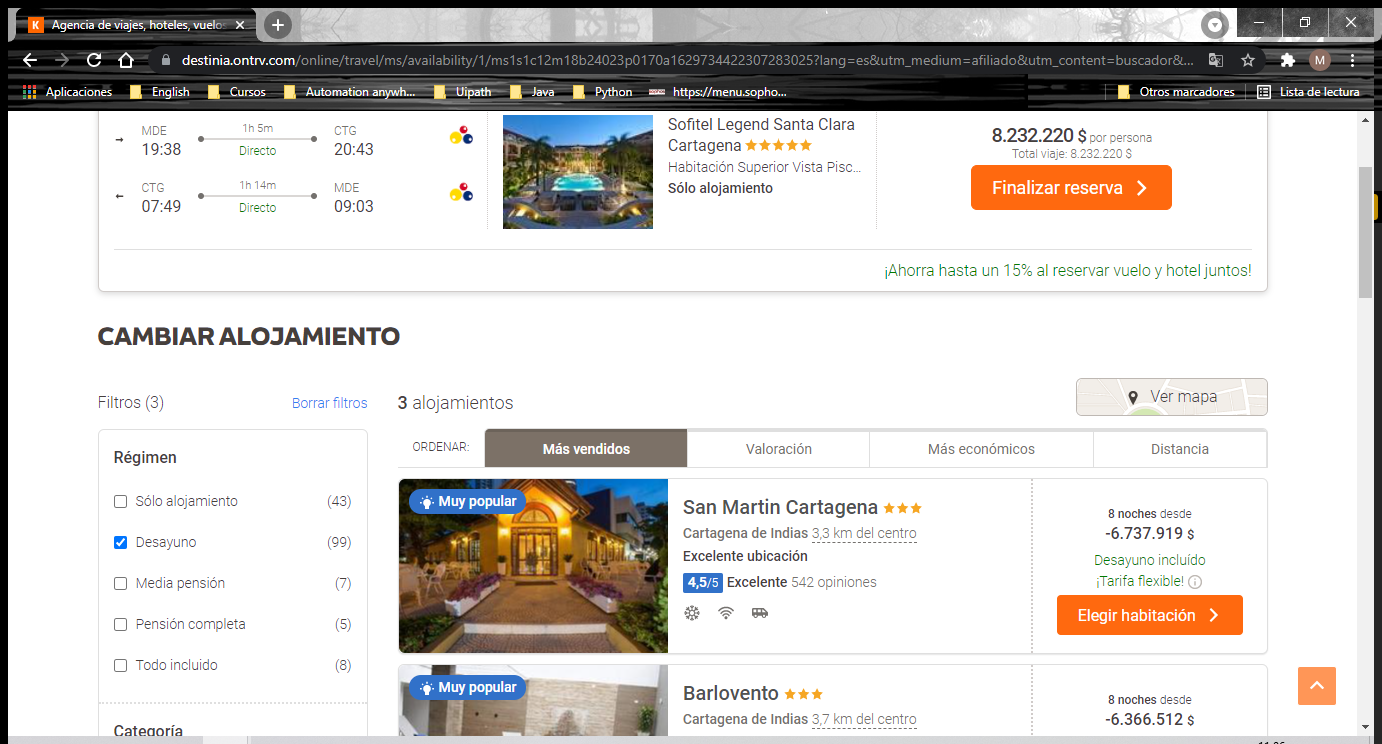 K Agencia de viajes, hoteles, vuelo
destinia.ontrv.com/online/travel/ms/availability/1/ms1s1c12m18b24023p0170a1629734422307283025?lang=es&utm_medium=afiliado&utm_content=buscador&...
M
Aplicaciones English Cursos Automation anywh... Uipath Java Python https://menu.sopho... Otros marcadores Lista de lectura
MDE 1h 5m CTG
19:38 Directo 20:43
CTG 1h 14m MDE
07:49 Directo 09:03
Sofitel Legend Santa Clara
Cartagena
Habitación Superior Vista Pisc...
Sólo alojamiento
8.232.220 $ por persona
Total viaje: 8.232.220 $
Finalizar reserva
¡Ahorra hasta un 15% al reservar vuelo y hotel juntos!
CAMBIAR ALOJAMIENTO
Filtros (3) Borrar filtros
Régimen
Sólo alojamiento (43)
Desayuno (99)
Media pensión (7)
Pensión completa (5)
Todo incluido (8)
Categoría
3 alojamientos
Ver mapa
ORDENAR: Más vendidos Valoración Más económicos Distancia
Muy popular
San Martin Cartagena
Cartagena de Indias 3,3 km del centro
Excelente ubicación
4,5/5 Excelente 542 opiniones
8 noches desde
-6.737.919 $
Desayuno incluído
¡Tarifa flexible!
Elegir habitación
Muy popular
Barlovento
Cartagena de Indias 3,7 km del centro
8 noches desde
-6.366.512 $